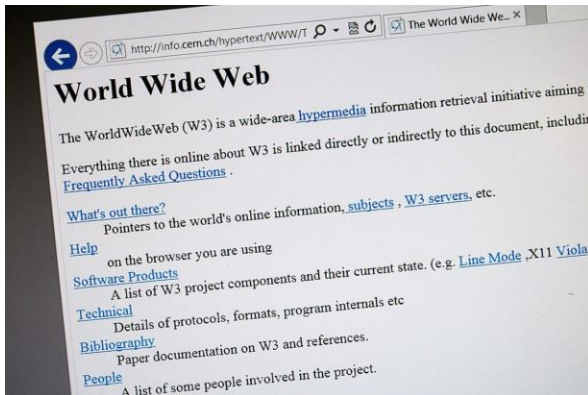 http://info.cern.ch/hypertext/WWW/T
The World Wide We...
World Wide Web
The WorldWideWeb (W3) is a wide-area hypermedia information retrieval initiative aiming
Everything there is online about W3 is linked directly or indirectly to this document, includin
Frequently Asked Questions .
What's out there?
Pointers to the world's online information, subjects , W3 servers, etc.
Help
on the browser you are using
Software Products
A list of W3 project components and their current state. (e.g. Line Mode ,X11 Viola
Technical
Details of protocols, formats, program internals etc
Bibliography
Paper documentation on W3 and references.
People
A list of some people involved in the project.